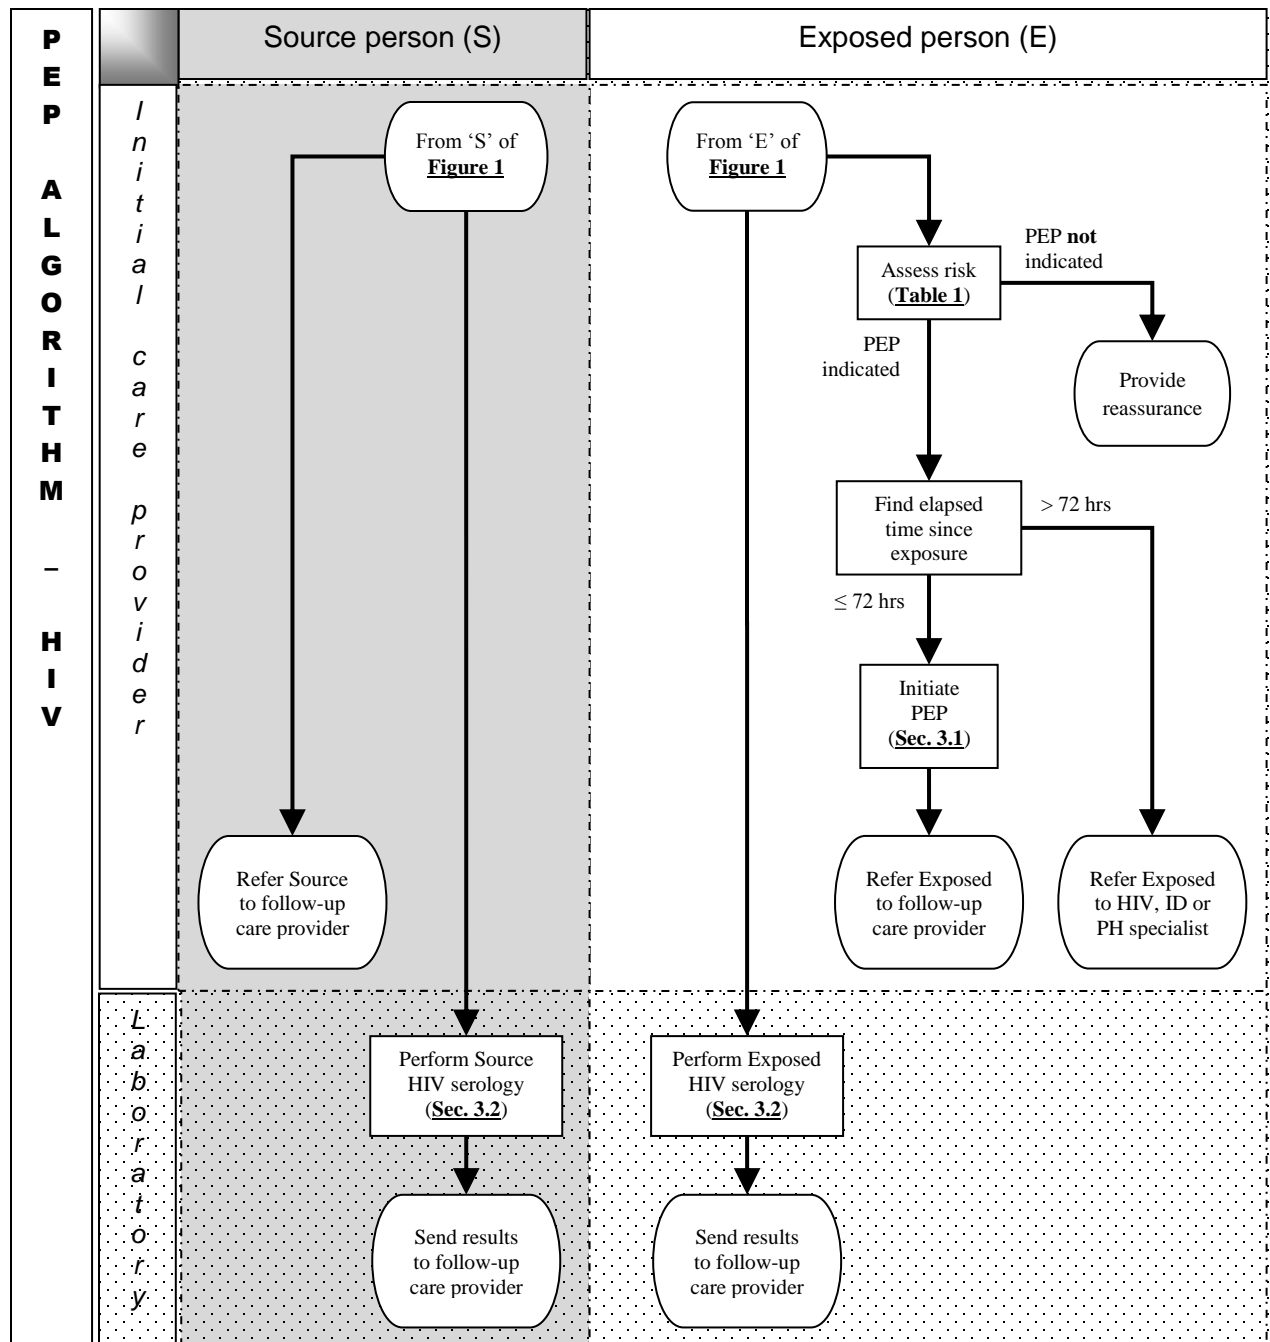 PEP ALGORITHM – HIV
Source person (S)
Exposed person (E)
Initial care provider
From ‘S’ of
Figure 1
From ‘E’ of
Figure 1
Assess risk
(Table 1)
PEP not
indicated
PEP
indicated
Provide
reassurance
Find elapsed
time since
exposure
> 72 hrs
≤ 72 hrs
Initiate
PEP
(Sec. 3.1)
Refer Source
to follow-up
care provider
Refer Exposed
to follow-up
care provider
Refer Exposed
to HIV, ID or
PH specialist
Laboratory
Perform Source
HIV serology
(Sec. 3.2)
Perform Exposed
HIV serology
(Sec. 3.2)
Send results
to follow-up
care provider
Send results
to follow-up
care provider